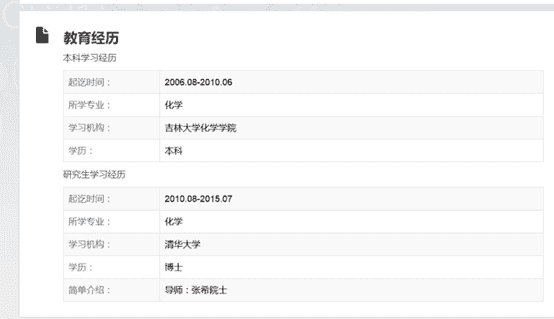 教育经历
本科学习经历
起讫时间： 2006.08-2010.06
所学专业： 化学
学习机构： 吉林大学化学学院
学历： 本科
研究生学习经历
起讫时间： 2010.08-2015.07
所学专业： 化学
学习机构： 清华大学
学历： 博士
简单介绍： 导师：张希院士